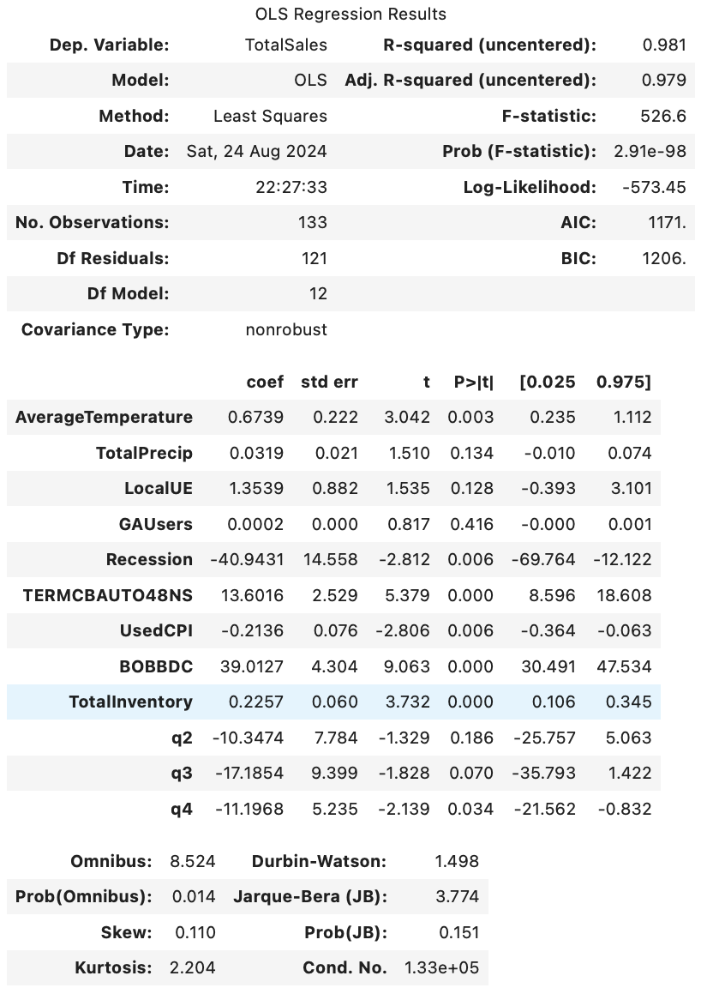 OLS Regression Results
Dep. Variable: TotalSales R-squared (uncentered): 0.981
Model: OLS Adj. R-squared (uncentered): 0.979
Method: Least Squares F-statistic: 526.6
Date: Sat, 24 Aug 2024 Prob (F-statistic): 2.91e-98
Time: 22:27:33 Log-Likelihood: -573.45
No. Observations: 133 AIC: 1171.
Df Residuals: 121 BIC: 1206.
Df Model: 12
Covariance Type: nonrobust
coef std err t P>|t| [0.025 0.975]
AverageTemperature 0.6739 0.222 3.042 0.003 0.235 1.112
TotalPrecip 0.0319 0.021 1.510 0.134 -0.010 0.074
LocalUE 1.3539 0.882 1.535 0.128 -0.393 3.101
GAUsers 0.0002 0.000 0.817 0.416 -0.000 0.001
Recession -40.9431 14.558 -2.812 0.006 -69.764 -12.122
TERMCBAUTO48NS 13.6016 2.529 5.379 0.000 8.596 18.608
UsedCPI -0.2136 0.076 -2.806 0.006 -0.364 -0.063
BOBBDC 39.0127 4.304 9.063 0.000 30.491 47.534
TotalInventory 0.2257 0.060 3.732 0.000 0.106 0.345
q2 -10.3474 7.784 -1.329 0.186 -25.757 5.063
q3 -17.1854 9.399 -1.828 0.070 -35.793 1.422
q4 -11.1968 5.235 -2.139 0.034 -21.562 -0.832
Omnibus: 8.524 Durbin-Watson: 1.498
Prob(Omnibus): 0.014 Jarque-Bera (JB): 3.774
Skew: 0.110 Prob(JB): 0.151
Kurtosis: 2.204 Cond. No. 1.33e+05